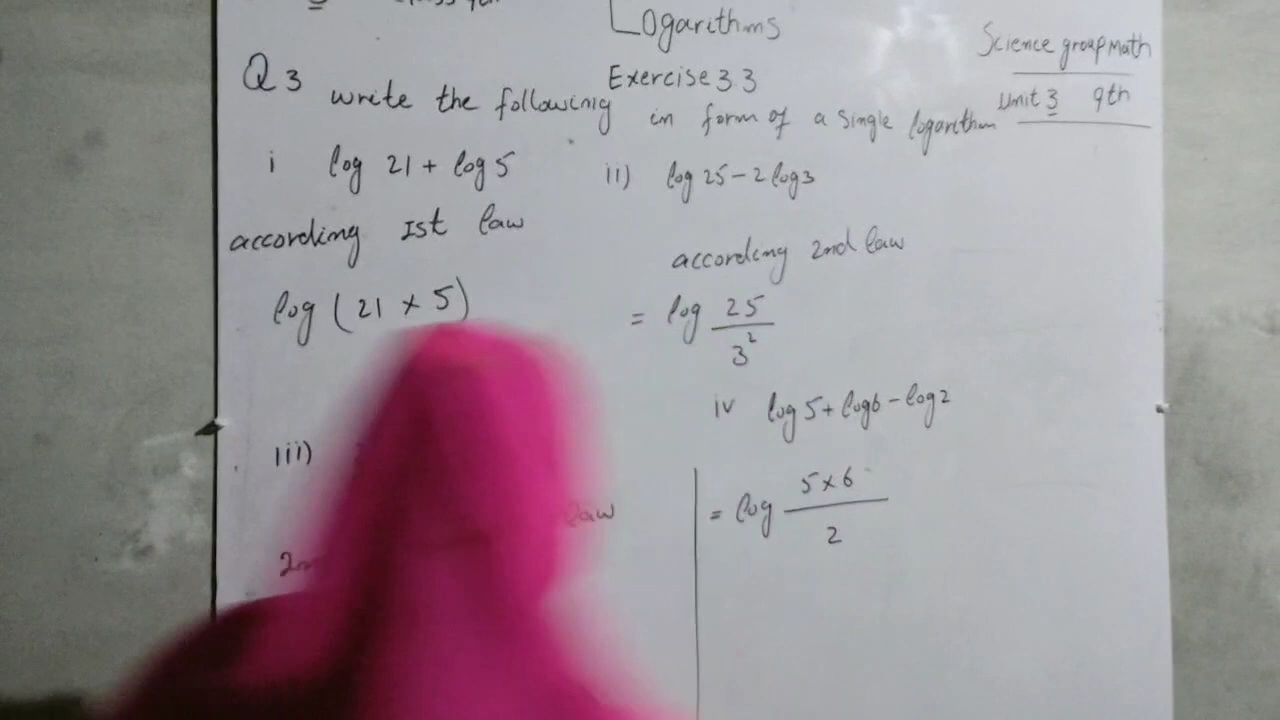 Logarithms
Science group Math
Q 3 Exercise 3.3
Unit 3 9th
write the following in form of a single logarithm
i log 21 + log 5
ii) log 25 - 2 log 3
according Ist law
according 2nd law
log (21 × 5)
= log 25 / 3²
iv log 5 + log 6 - log 2
iii)
= log 5 × 6 / 2
law